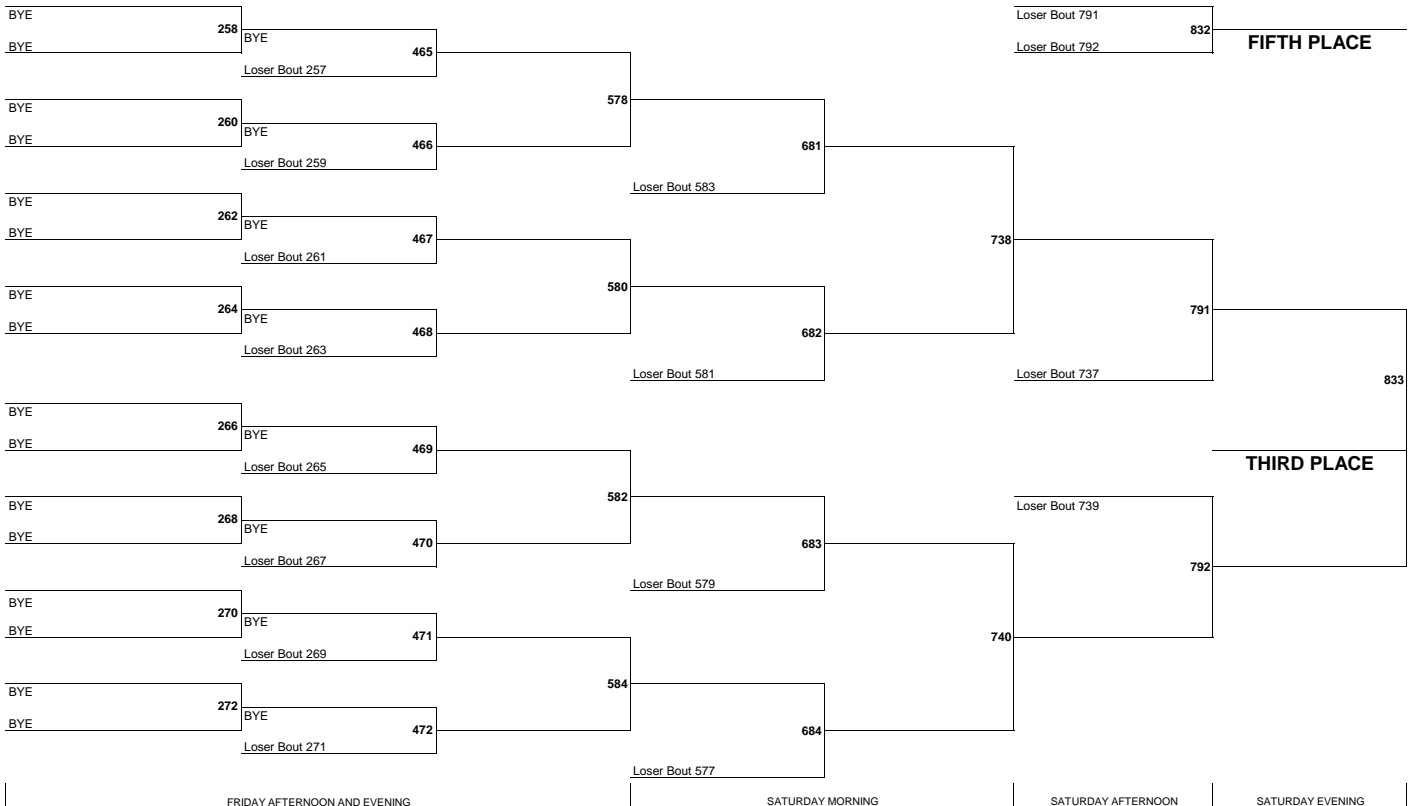 BYE
Loser Bout 791
258
BYE
832
BYE
465
Loser Bout 792
FIFTH PLACE
Loser Bout 257
BYE
578
260
BYE
BYE
466
681
Loser Bout 259
Loser Bout 583
BYE
262
BYE
BYE
467
738
Loser Bout 261
580
BYE
264
791
BYE
BYE
468
682
Loser Bout 263
Loser Bout 581
Loser Bout 737
833
BYE
266
BYE
BYE
469
Loser Bout 265
THIRD PLACE
582
BYE
Loser Bout 739
268
BYE
BYE
470
683
Loser Bout 267
792
Loser Bout 579
BYE
270
BYE
BYE
471
740
Loser Bout 269
584
BYE
272
BYE
BYE
472
684
Loser Bout 271
Loser Bout 577
FRIDAY AFTERNOON AND EVENING
SATURDAY MORNING
SATURDAY AFTERNOON
SATURDAY EVENING